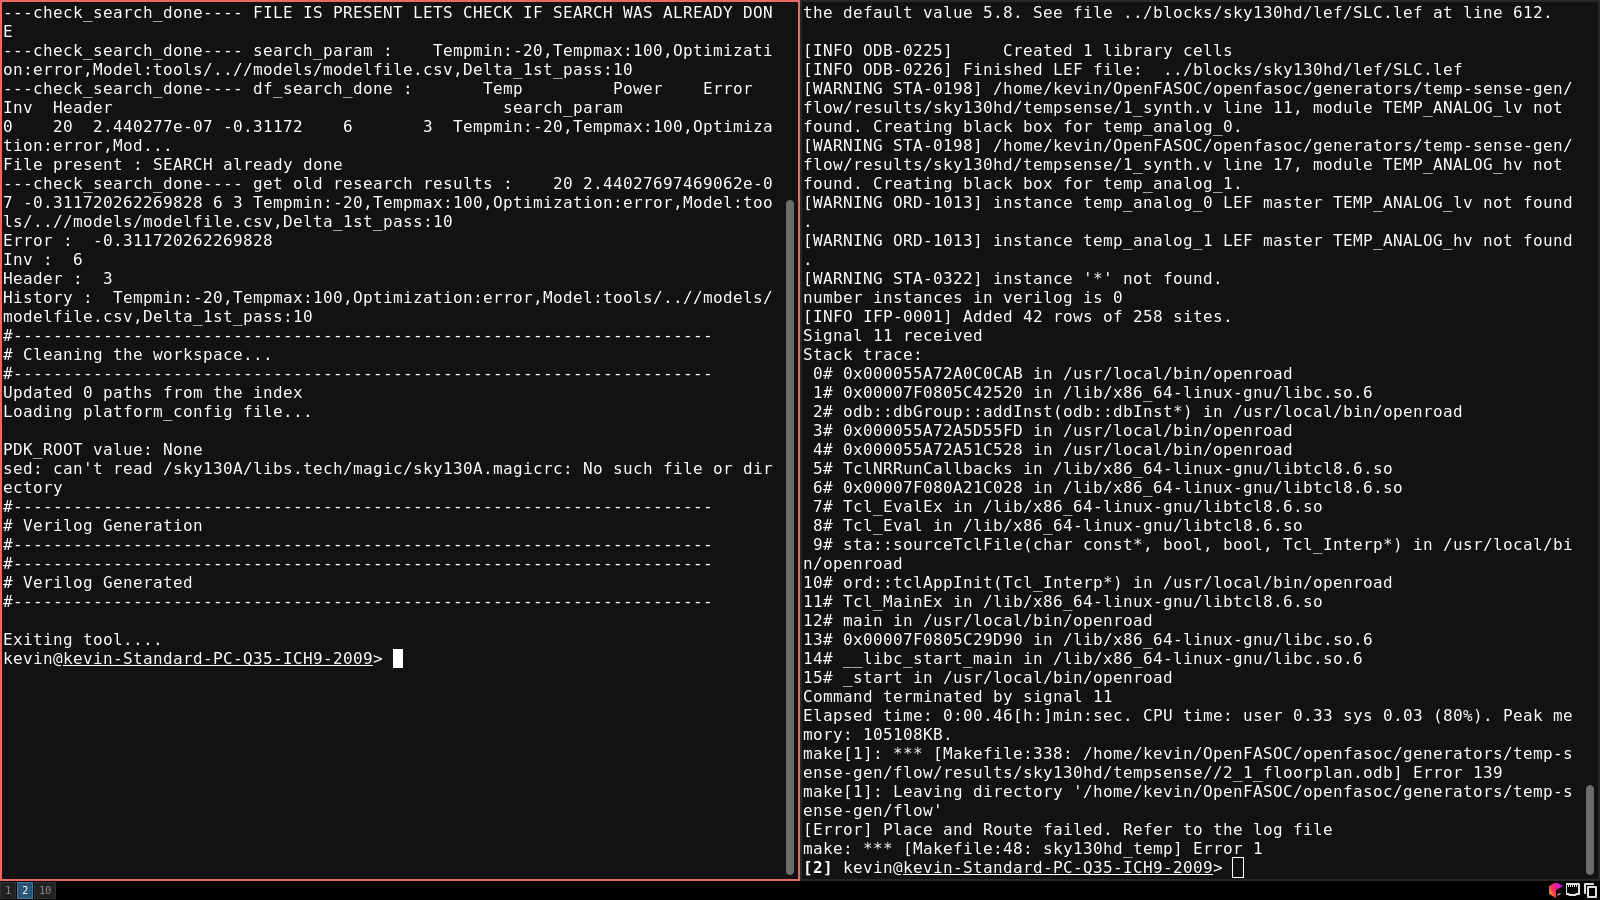 ---check_search_done---- FILE IS PRESENT LETS CHECK IF SEARCH WAS ALREADY DON
E
---check_search_done---- search_param :    Tempmin:-20,Tempmax:100,Optimizati
on:error,Model:tools/..//models/modelfile.csv,Delta_1st_pass:10
---check_search_done---- df_search_done :       Temp         Power    Error
Inv  Header                                       search_param
0    20  2.440277e-07 -0.31172    6       3  Tempmin:-20,Tempmax:100,Optimiza
tion:error,Mod...
File present : SEARCH already done
---check_search_done---- get old research results :    20 2.44027697469062e-0
7 -0.311720262269828 6 3 Tempmin:-20,Tempmax:100,Optimization:error,Model:too
ls/..//models/modelfile.csv,Delta_1st_pass:10
Error :  -0.311720262269828
Inv :  6
Header :  3
History :  Tempmin:-20,Tempmax:100,Optimization:error,Model:tools/..//models/
modelfile.csv,Delta_1st_pass:10
#----------------------------------------------------------------------
# Cleaning the workspace...
#----------------------------------------------------------------------
Updated 0 paths from the index
Loading platform_config file...
PDK_ROOT value: None
sed: can't read /sky130A/libs.tech/magic/sky130A.magicrc: No such file or dir
ectory
#----------------------------------------------------------------------
# Verilog Generation
#----------------------------------------------------------------------
#----------------------------------------------------------------------
# Verilog Generated
#----------------------------------------------------------------------
Exiting tool....
kevin@kevin-Standard-PC-Q35-ICH9-2009>
the default value 5.8. See file ../blocks/sky130hd/lef/SLC.lef at line 612.
[INFO ODB-0225]     Created 1 library cells
[INFO ODB-0226] Finished LEF file:  ../blocks/sky130hd/lef/SLC.lef
[WARNING STA-0198] /home/kevin/OpenFASOC/openfasoc/generators/temp-sense-gen/
flow/results/sky130hd/tempsense/1_synth.v line 11, module TEMP_ANALOG_lv not
found. Creating black box for temp_analog_0.
[WARNING STA-0198] /home/kevin/OpenFASOC/openfasoc/generators/temp-sense-gen/
flow/results/sky130hd/tempsense/1_synth.v line 17, module TEMP_ANALOG_hv not
found. Creating black box for temp_analog_1.
[WARNING ORD-1013] instance temp_analog_0 LEF master TEMP_ANALOG_lv not found
.
[WARNING ORD-1013] instance temp_analog_1 LEF master TEMP_ANALOG_hv not found
.
[WARNING STA-0322] instance '*' not found.
number instances in verilog is 0
[INFO IFP-0001] Added 42 rows of 258 sites.
Signal 11 received
Stack trace:
 0# 0x000055A72A0C0CAB in /usr/local/bin/openroad
 1# 0x00007F0805C42520 in /lib/x86_64-linux-gnu/libc.so.6
 2# odb::dbGroup::addInst(odb::dbInst*) in /usr/local/bin/openroad
 3# 0x000055A72A5D55FD in /usr/local/bin/openroad
 4# 0x000055A72A51C528 in /usr/local/bin/openroad
 5# TclNRRunCallbacks in /lib/x86_64-linux-gnu/libtcl8.6.so
 6# 0x00007F080A21C028 in /lib/x86_64-linux-gnu/libtcl8.6.so
 7# Tcl_EvalEx in /lib/x86_64-linux-gnu/libtcl8.6.so
 8# Tcl_Eval in /lib/x86_64-linux-gnu/libtcl8.6.so
 9# sta::sourceTclFile(char const*, bool, bool, Tcl_Interp*) in /usr/local/bi
n/openroad
10# ord::tclAppInit(Tcl_Interp*) in /usr/local/bin/openroad
11# Tcl_MainEx in /lib/x86_64-linux-gnu/libtcl8.6.so
12# main in /usr/local/bin/openroad
13# 0x00007F0805C29D90 in /lib/x86_64-linux-gnu/libc.so.6
14# __libc_start_main in /lib/x86_64-linux-gnu/libc.so.6
15# _start in /usr/local/bin/openroad
Command terminated by signal 11
Elapsed time: 0:00.46[h:]min:sec. CPU time: user 0.33 sys 0.03 (80%). Peak me
mory: 105108KB.
make[1]: *** [Makefile:338: /home/kevin/OpenFASOC/openfasoc/generators/temp-s
ense-gen/flow/results/sky130hd/tempsense//2_1_floorplan.odb] Error 139
make[1]: Leaving directory '/home/kevin/OpenFASOC/openfasoc/generators/temp-s
ense-gen/flow'
[Error] Place and Route failed. Refer to the log file
make: *** [Makefile:48: sky130hd_temp] Error 1
[2] kevin@kevin-Standard-PC-Q35-ICH9-2009>
1 2 10